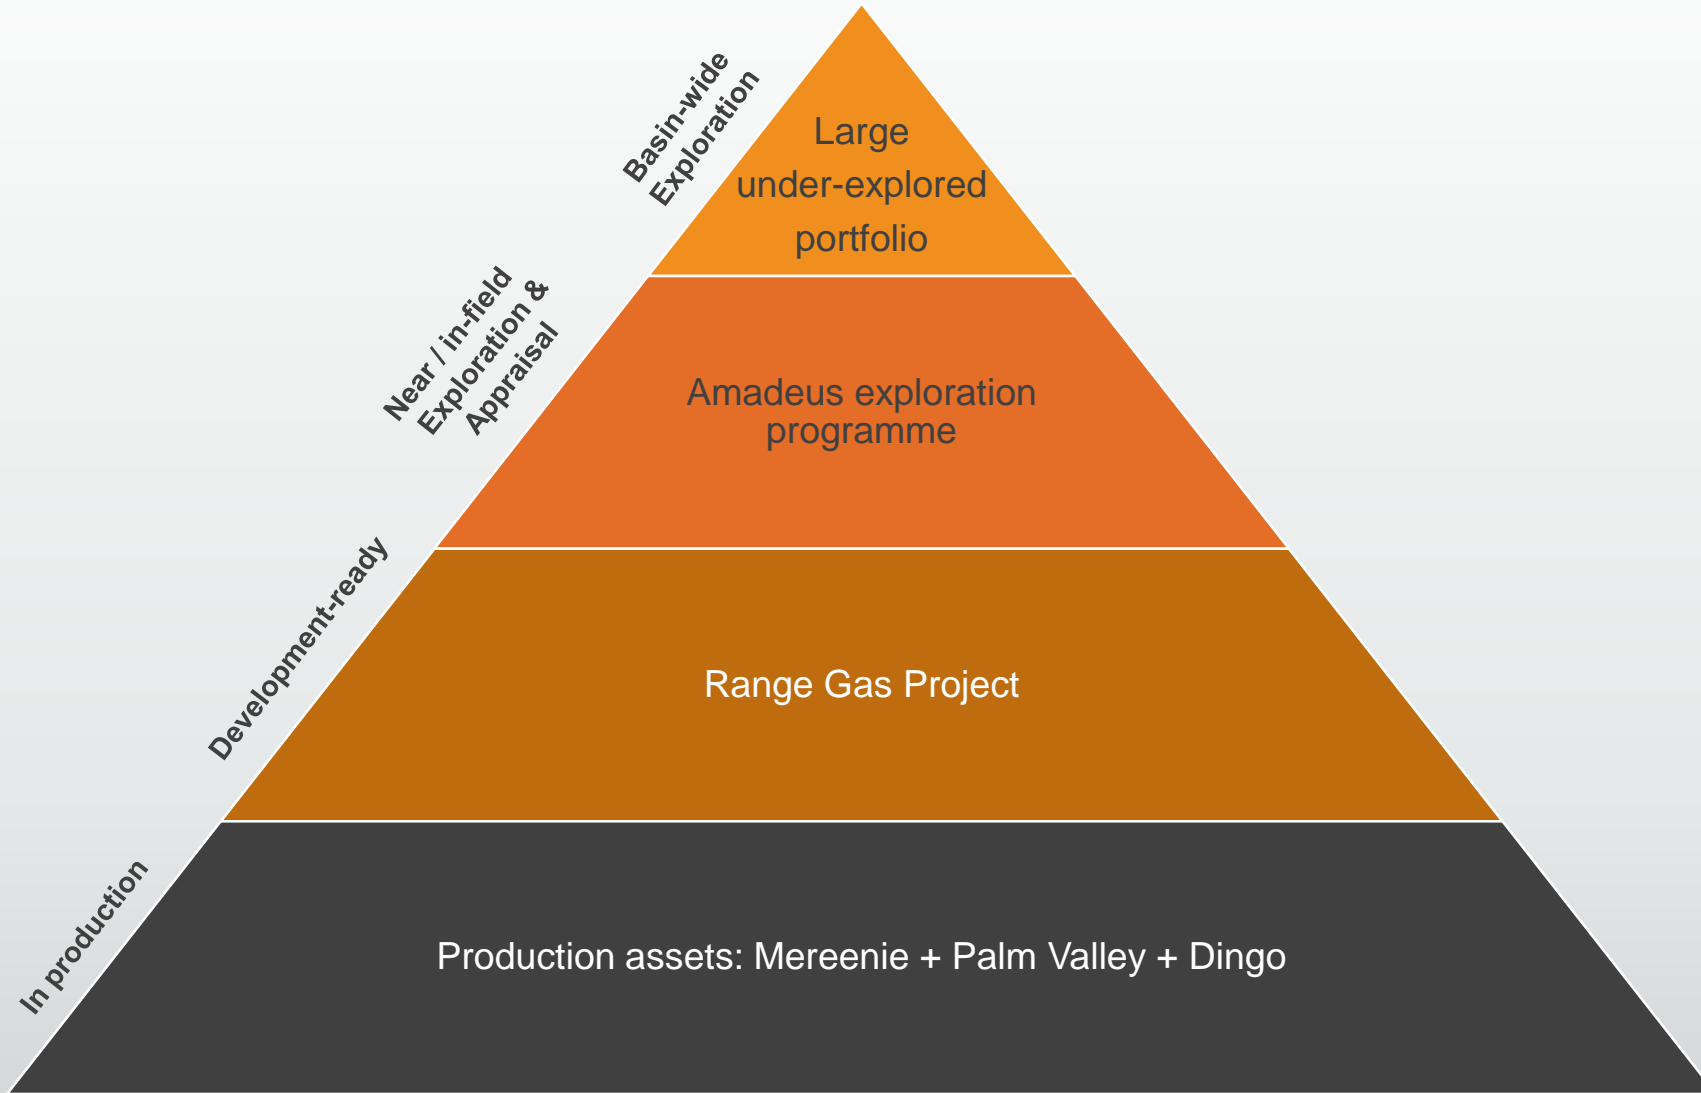 Basin-wide
Exploration
Large
under-explored
portfolio
Near / in-field
Exploration &
Appraisal
Amadeus exploration
programme
Development-ready
Range Gas Project
In production
Production assets: Mereenie + Palm Valley + Dingo